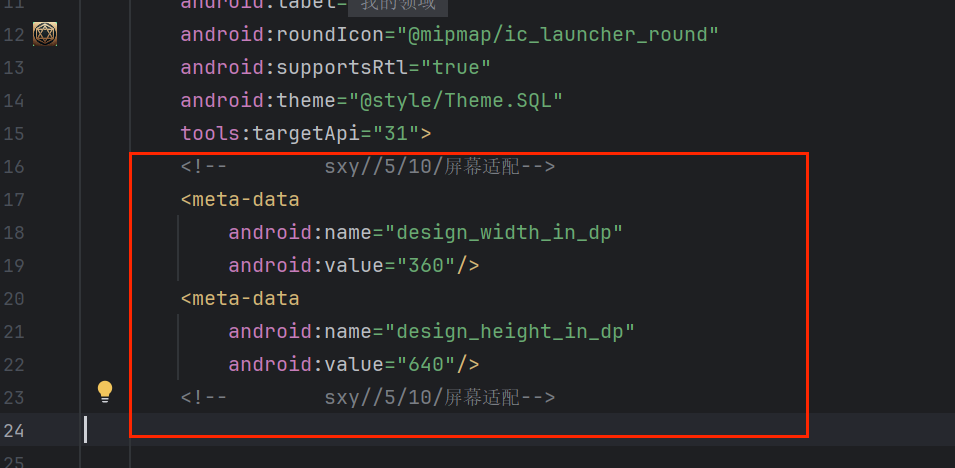 11 android:label="我的领域"
12 android:roundIcon="@mipmap/ic_launcher_round"
13 android:supportsRtl="true"
14 android:theme="@style/Theme.SQL"
15 tools:targetApi="31">
16 <!--        sxy//5/10/屏幕适配-->
17 <meta-data
18 android:name="design_width_in_dp"
19 android:value="360"/>
20 <meta-data
21 android:name="design_height_in_dp"
22 android:value="640"/>
23 <!--        sxy//5/10/屏幕适配-->
24
25